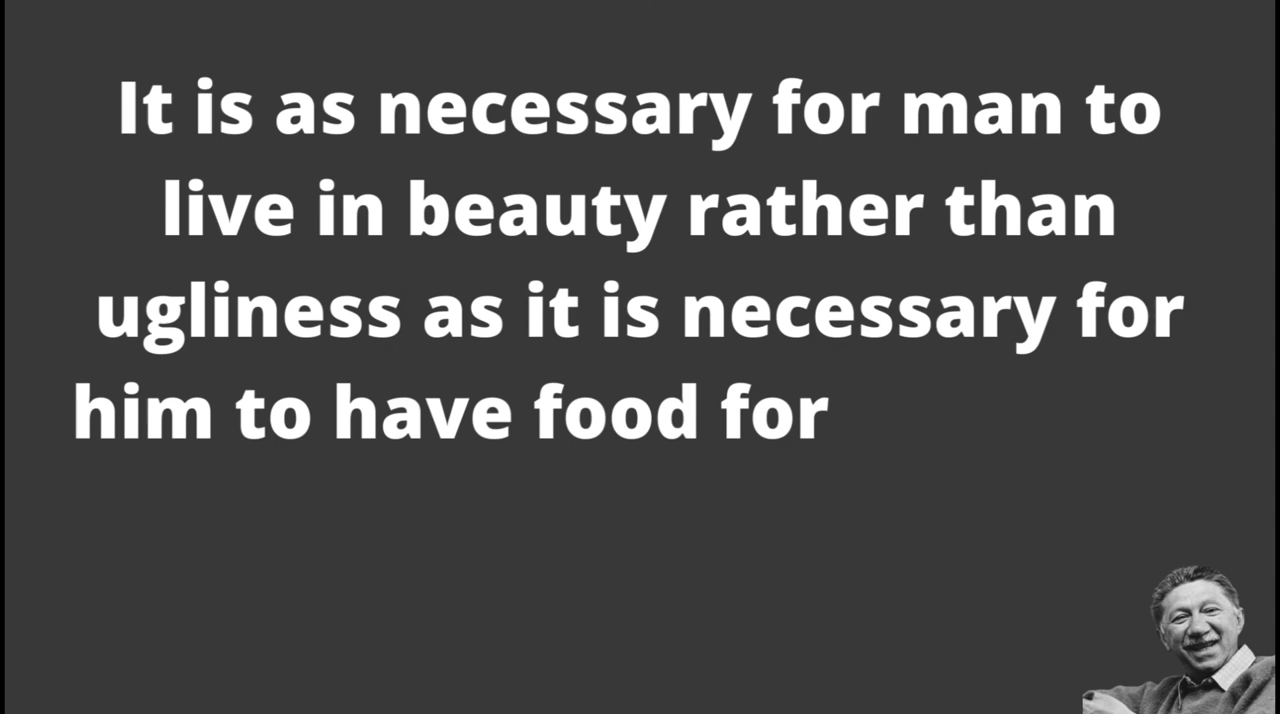 It is as necessary for man to
live in beauty rather than
ugliness as it is necessary for
him to have food for